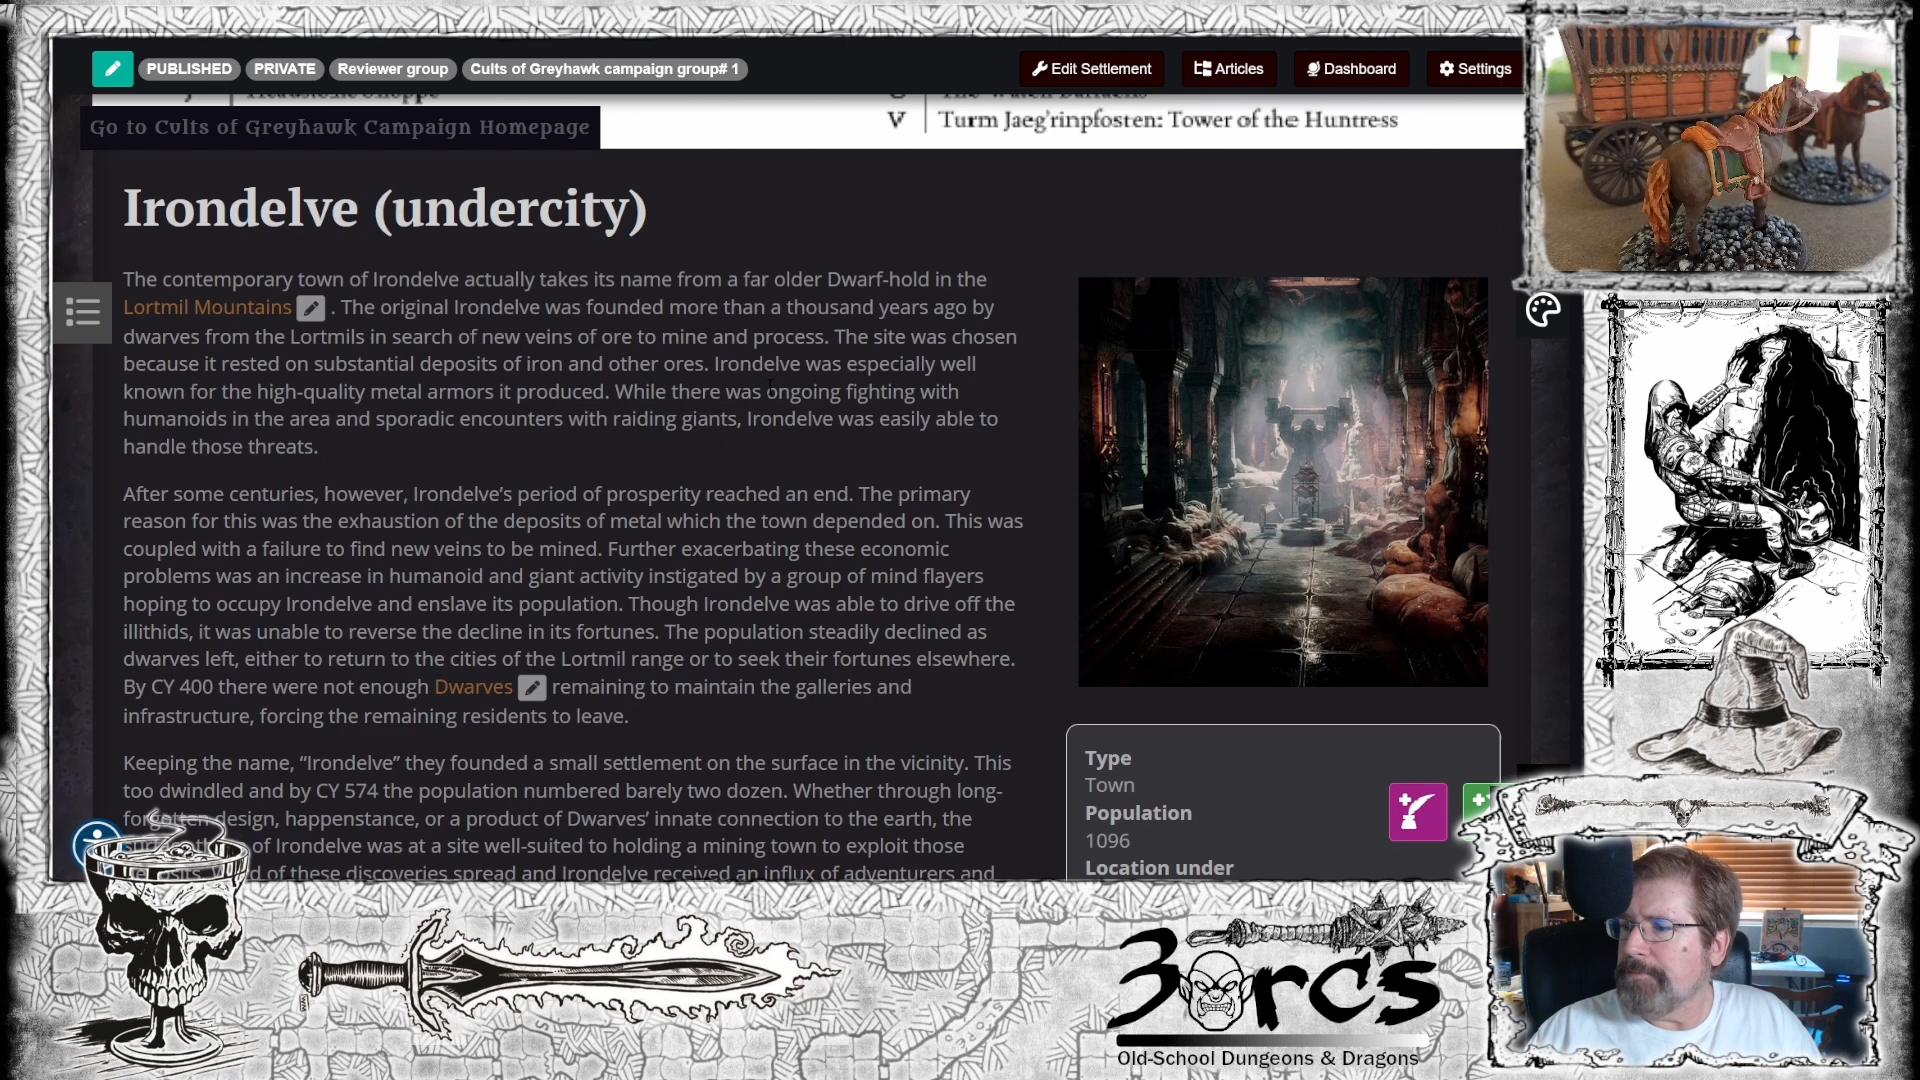 PUBLISHED PRIVATE Reviewer group Cults of Greyhawk campaign group# 1
Edit Settlement Articles Dashboard Settings
Go to Cults of Greyhawk Campaign Homepage
V Turm Jaeg'rinpfosten: Tower of the Huntress
Irondelve (undercity)
The contemporary town of Irondelve actually takes its name from a far older Dwarf-hold in the
Lortmil Mountains . The original Irondelve was founded more than a thousand years ago by
dwarves from the Lortmils in search of new veins of ore to mine and process. The site was chosen
because it rested on substantial deposits of iron and other ores. Irondelve was especially well
known for the high-quality metal armors it produced. While there was ongoing fighting with
humanoids in the area and sporadic encounters with raiding giants, Irondelve was easily able to
handle those threats.
After some centuries, however, Irondelve’s period of prosperity reached an end. The primary
reason for this was the exhaustion of the deposits of metal which the town depended on. This was
coupled with a failure to find new veins to be mined. Further exacerbating these economic
problems was an increase in humanoid and giant activity instigated by a group of mind flayers
hoping to occupy Irondelve and enslave its population. Though Irondelve was able to drive off the
illithids, it was unable to reverse the decline in its fortunes. The population steadily declined as
dwarves left, either to return to the cities of the Lortmil range or to seek their fortunes elsewhere.
By CY 400 there were not enough Dwarves remaining to maintain the galleries and
infrastructure, forcing the remaining residents to leave.
Keeping the name, “Irondelve” they founded a small settlement on the surface in the vicinity. This
too dwindled and by CY 574 the population numbered barely two dozen. Whether through long-
forgotten design, happenstance, or a product of Dwarves’ innate connection to the earth, the
of Irondelve was at a site well-suited to holding a mining town to exploit those
of these discoveries spread and Irondelve received an influx of adventurers and
Type
Town
Population
1096
Location under
3 orcs
Old-School Dungeons & Dragons